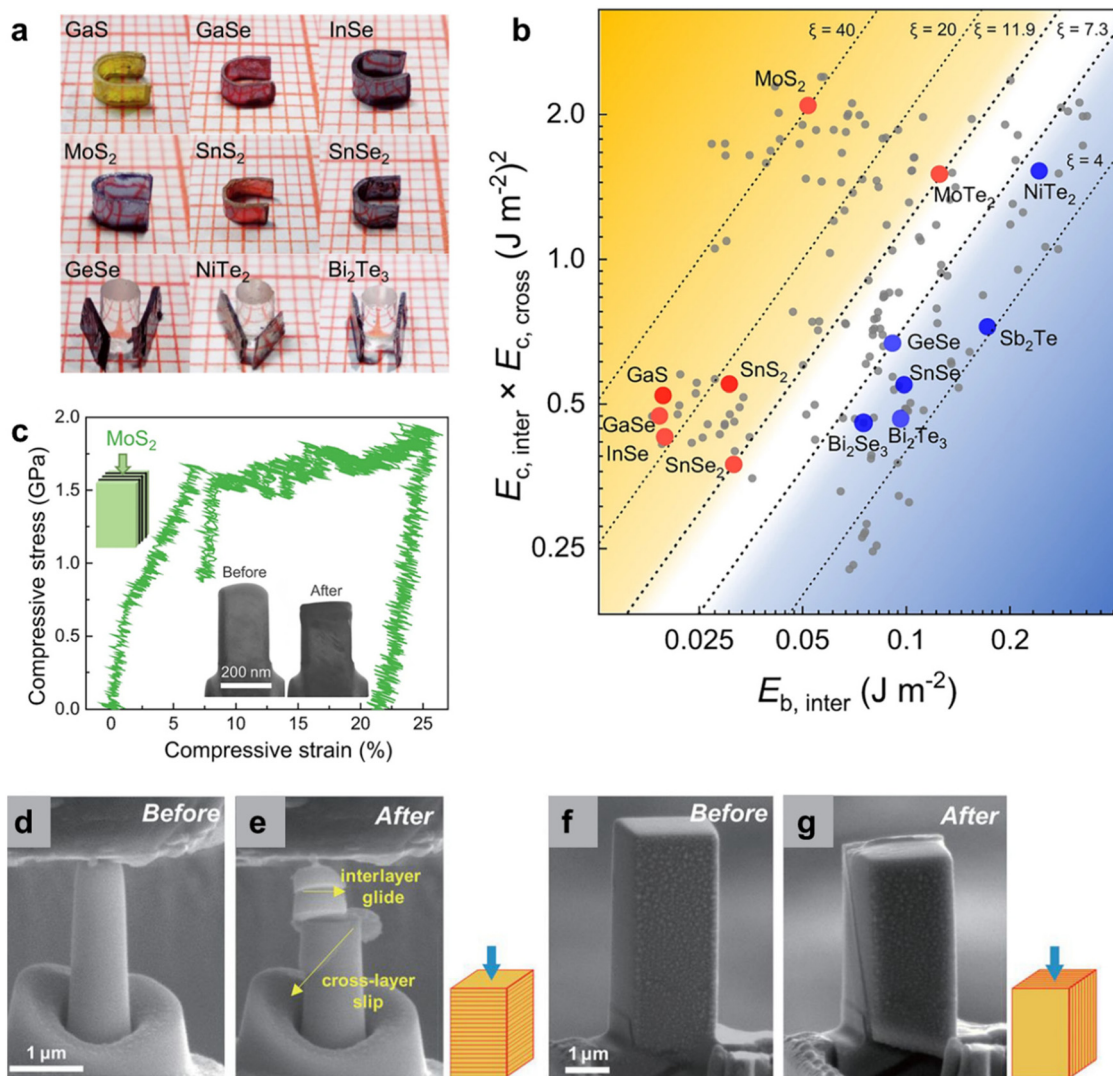 a
GaS
GaSe
InSe
MoS₂
SnS₂
SnSe₂
GeSe
NiTe₂
Bi₂Te₃
b
ξ = 40
ξ = 20
ξ = 11.9
ξ = 7.3
MoS₂
2.0
ξ = 4
MoTe₂
NiTe₂
1.0
GeSe
Sb₂Te
GaS
SnS₂
SnSe
0.5
GaSe
InSe
SnSe₂
Bi₂Se₃
Bi₂Te₃
0.25
E c, inter × E c, cross (J m⁻²)²
0.025
0.05
0.1
0.2
E b, inter (J m⁻²)
c
MoS₂
2.0
1.5
1.0
0.5
0.0
Compressive stress (GPa)
Before
After
200 nm
0
5
10
15
20
25
Compressive strain (%)
d
Before
1 µm
e
After
interlayer
glide
cross-layer
slip
f
Before
1 µm
g
After